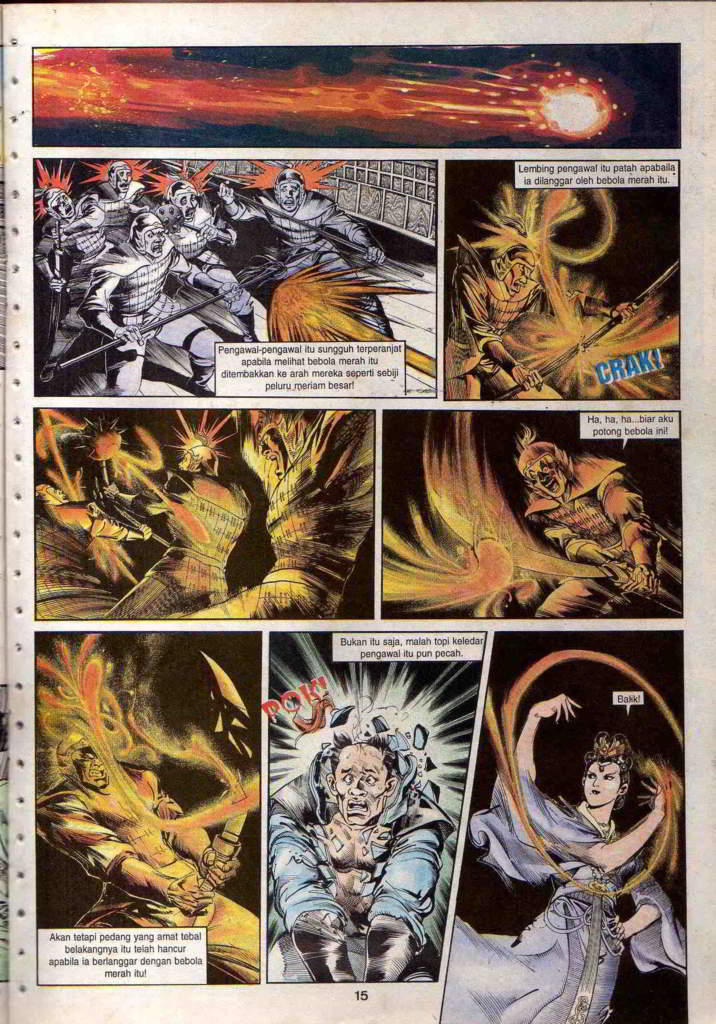 Pengawal-pengawal itu sungguh terperanjat
apabila melihat bebola merah itu
ditembakkan ke arah mereka seperti sebiji
peluru meriam besar!
Lembing pengawal itu patah apabaila
ia dilanggar oleh bebola merah itu.
CRAK!
Ha, ha, ha...biar aku
potong bebola ini!
Akan tetapi pedang yang amat tebal
belakangnya itu telah hancur
apabila ia berlanggar dengan bebola
merah itu!
Bukan itu saja, malah topi keledar
pengawal itu pun pecah.
POK!
Balik!
15